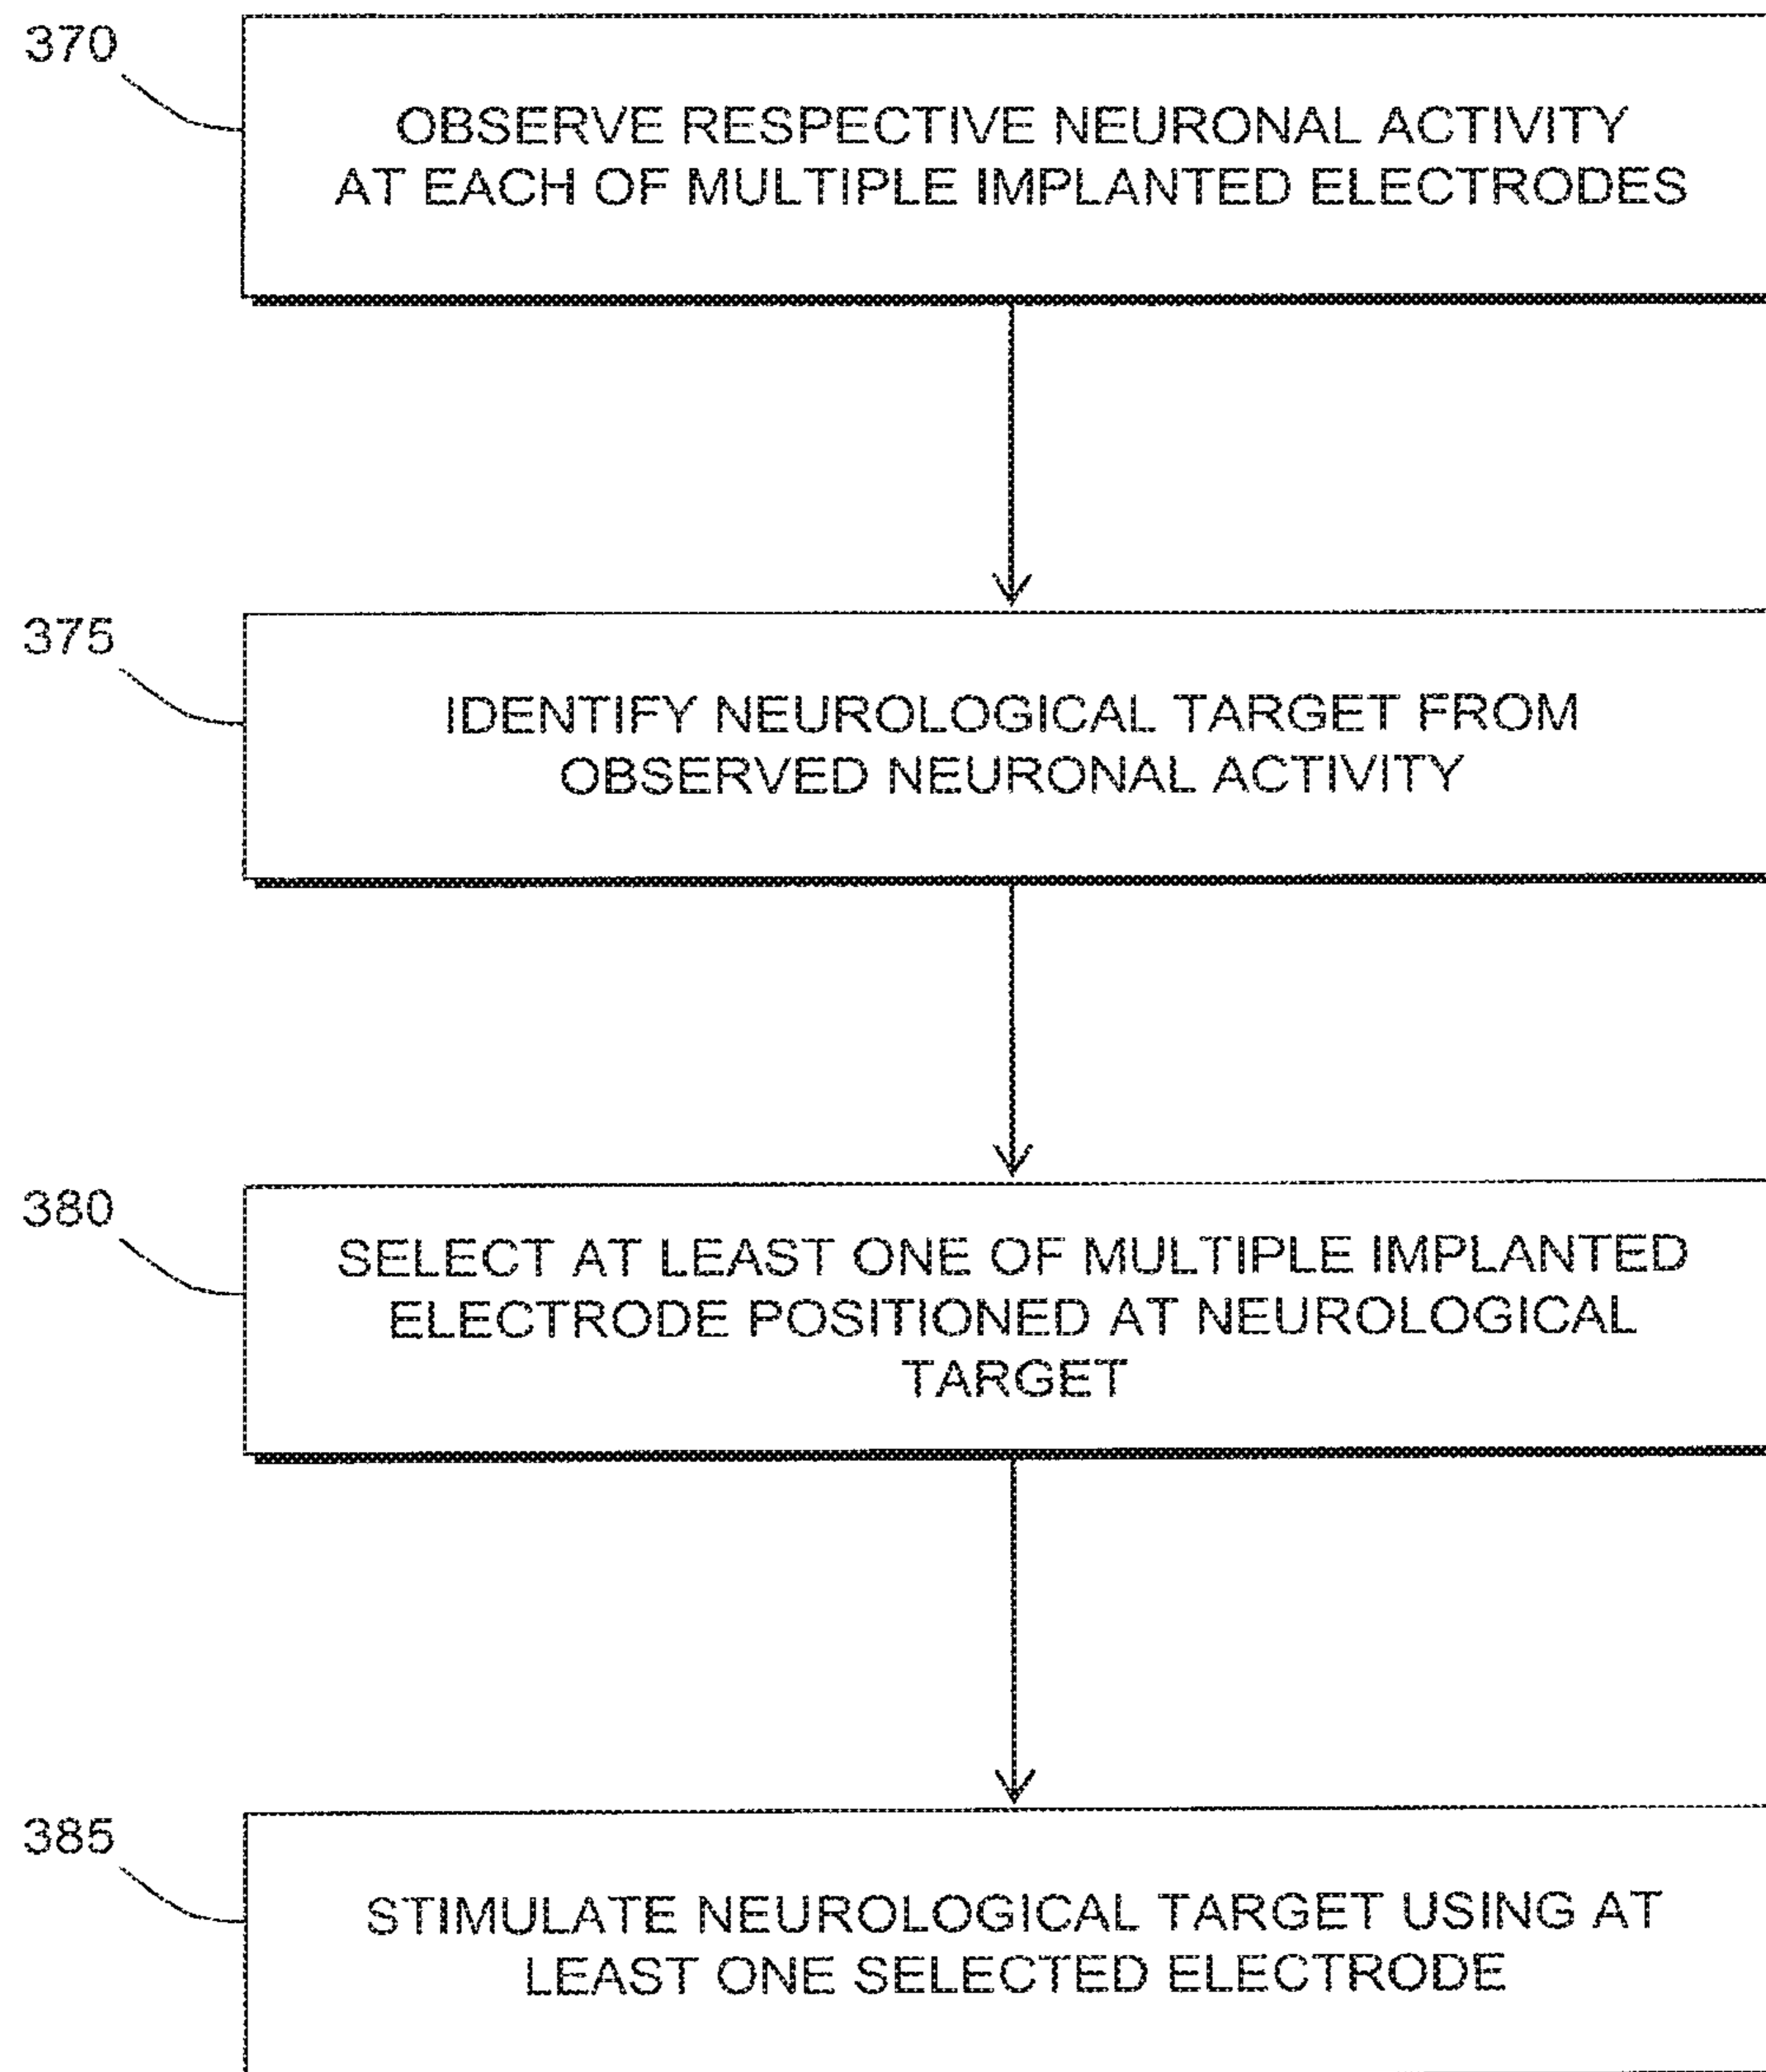 370
OBSERVE RESPECTIVE NEURONAL ACTIVITY
AT EACH OF MULTIPLE IMPLANTED ELECTRODES
375
IDENTIFY NEUROLOGICAL TARGET FROM
OBSERVED NEURONAL ACTIVITY
380
SELECT AT LEAST ONE OF MULTIPLE IMPLANTED
ELECTRODE POSITIONED AT NEUROLOGICAL
TARGET
385
STIMULATE NEUROLOGICAL TARGET USING AT
LEAST ONE SELECTED ELECTRODE